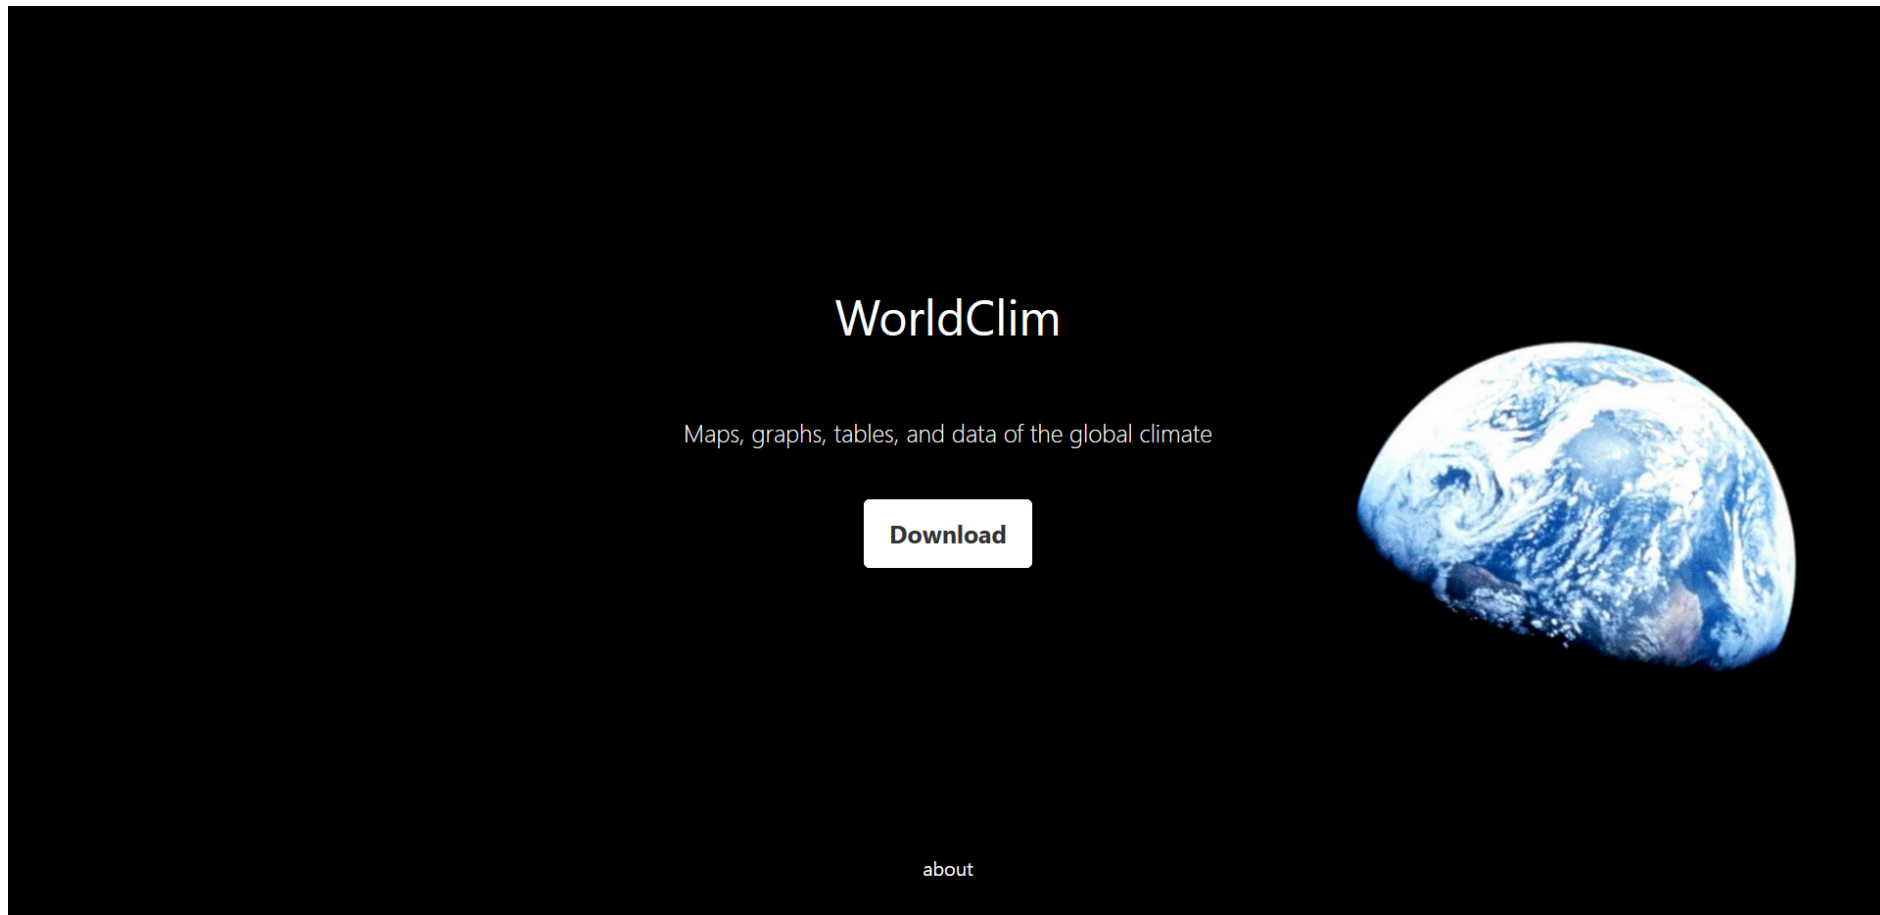 WorldClim
Maps, graphs, tables, and data of the global climate
Download
about